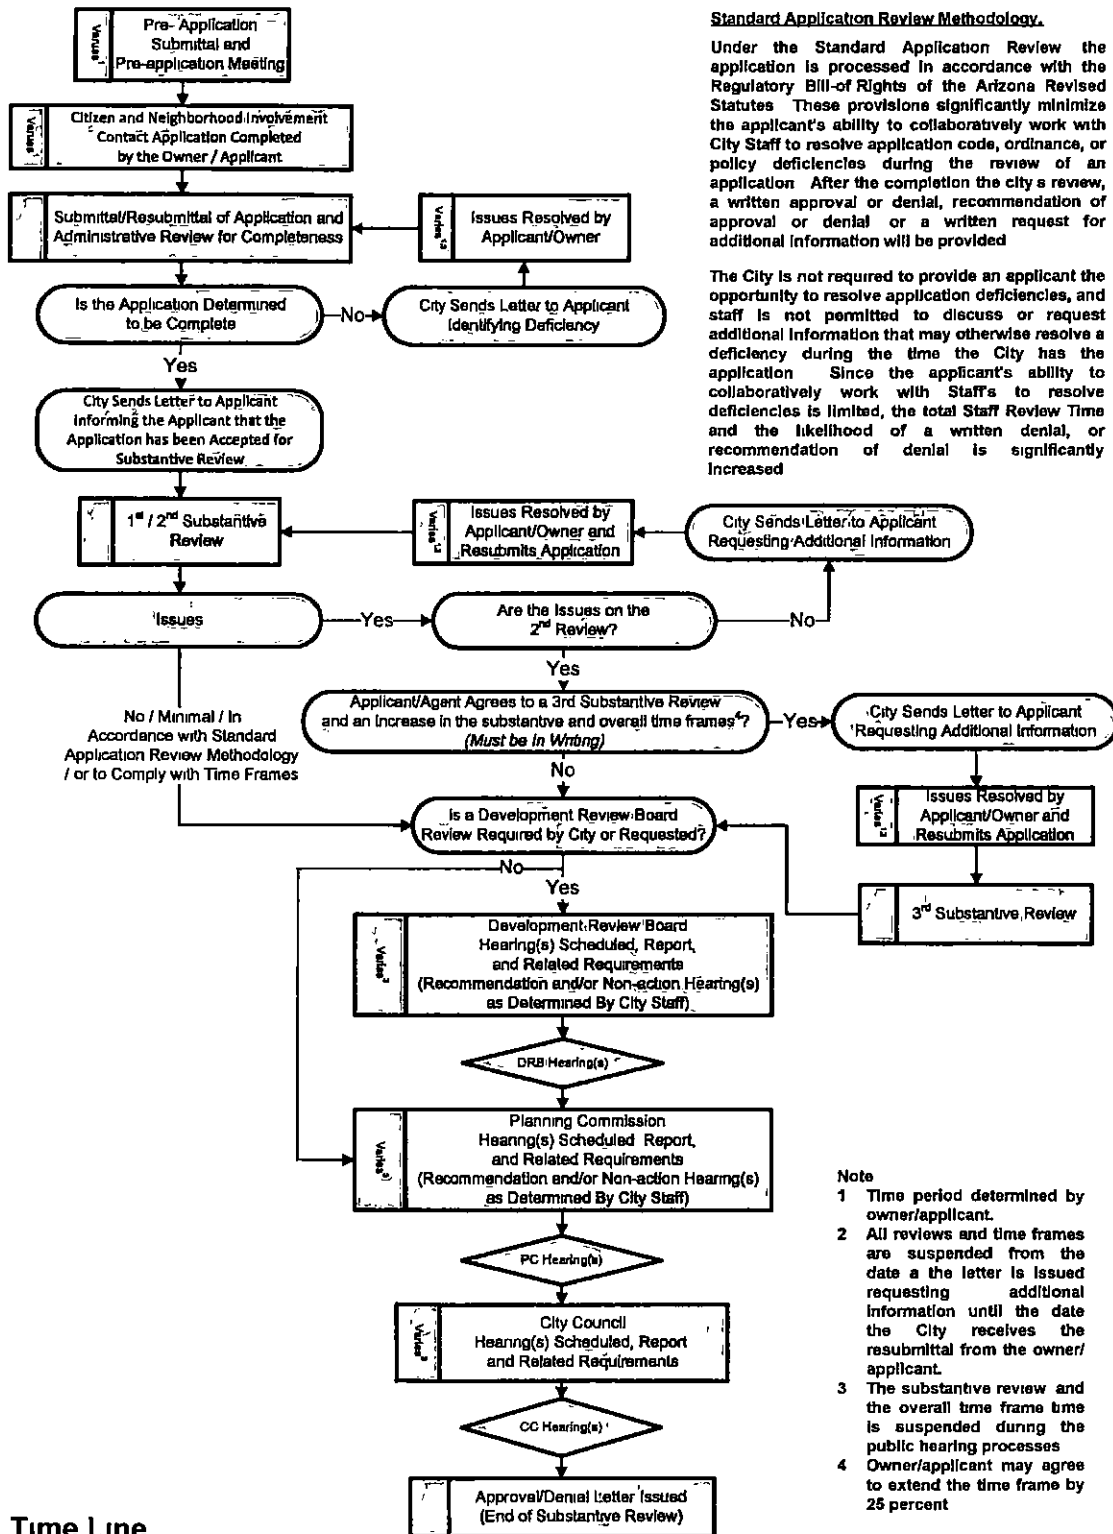 Pre- Application
Submittal and
Pre-application Meeting
Varies1
Citizen and Neighborhood Involvement
Contact Application Completed
by the Owner / Applicant
Varies1
Submittal/Resubmittal of Application and
Administrative Review for Completeness
Issues Resolved by
Applicant/Owner
Varies1,2
Is the Application Determined
to be Complete
No
City Sends Letter to Applicant
Identifying Deficiency
Yes
City Sends Letter to Applicant
informing the Applicant that the
Application has been Accepted for
Substantive Review
1st / 2nd Substantive
Review
Varies1,2
Issues Resolved by
Applicant/Owner and
Resubmits Application
City Sends Letter to Applicant
Requesting Additional Information
Issues
Yes
Are the Issues on the
2nd Review?
No
Yes
No / Minimal / In
Accordance with Standard
Application Review Methodology
/ or to Comply with Time Frames
Applicant/Agent Agrees to a 3rd Substantive Review
and an increase in the substantive and overall time frames4?
(Must be in Writing)
Yes
City Sends Letter to Applicant
Requesting Additional Information
No
Varies1,2
Issues Resolved by
Applicant/Owner and
Resubmits Application
Is a Development Review Board
Review Required by City or Requested?
3rd Substantive Review
No
Yes
Varies3
Development Review Board
Hearing(s) Scheduled, Report,
and Related Requirements
(Recommendation and/or Non-action Hearing(s)
as Determined By City Staff)
DRB Hearing(s)
Varies3
Planning Commission
Hearing(s) Scheduled Report,
and Related Requirements
(Recommendation and/or Non-action Hearing(s)
as Determined By City Staff)
PC Hearing(s)
Varies3
City Council
Hearing(s) Scheduled, Report
and Related Requirements
CC Hearing(s)
Approval/Denial Letter Issued
(End of Substantive Review)
Standard Application Review Methodology.
Under the Standard Application Review the
application is processed in accordance with the
Regulatory Bill-of Rights of the Arizona Revised
Statutes These provisions significantly minimize
the applicant's ability to collaboratively work with
City Staff to resolve application code, ordinance, or
policy deficiencies during the review of an
application After the completion the city s review,
a written approval or denial, recommendation of
approval or denial or a written request for
additional information will be provided
The City is not required to provide an applicant the
opportunity to resolve application deficiencies, and
staff is not permitted to discuss or request
additional information that may otherwise resolve a
deficiency during the time the City has the
application Since the applicant's ability to
collaboratively work with Staff's to resolve
deficiencies is limited, the total Staff Review Time
and the likelihood of a written denial, or
recommendation of denial is significantly
increased
Note
1 Time period determined by
owner/applicant.
2 All reviews and time frames
are suspended from the
date a the letter is issued
requesting additional
information until the date
the City receives the
resubmittal from the owner/
applicant.
3 The substantive review and
the overall time frame time
is suspended during the
public hearing processes
4 Owner/applicant may agree
to extend the time frame by
25 percent
Time Line